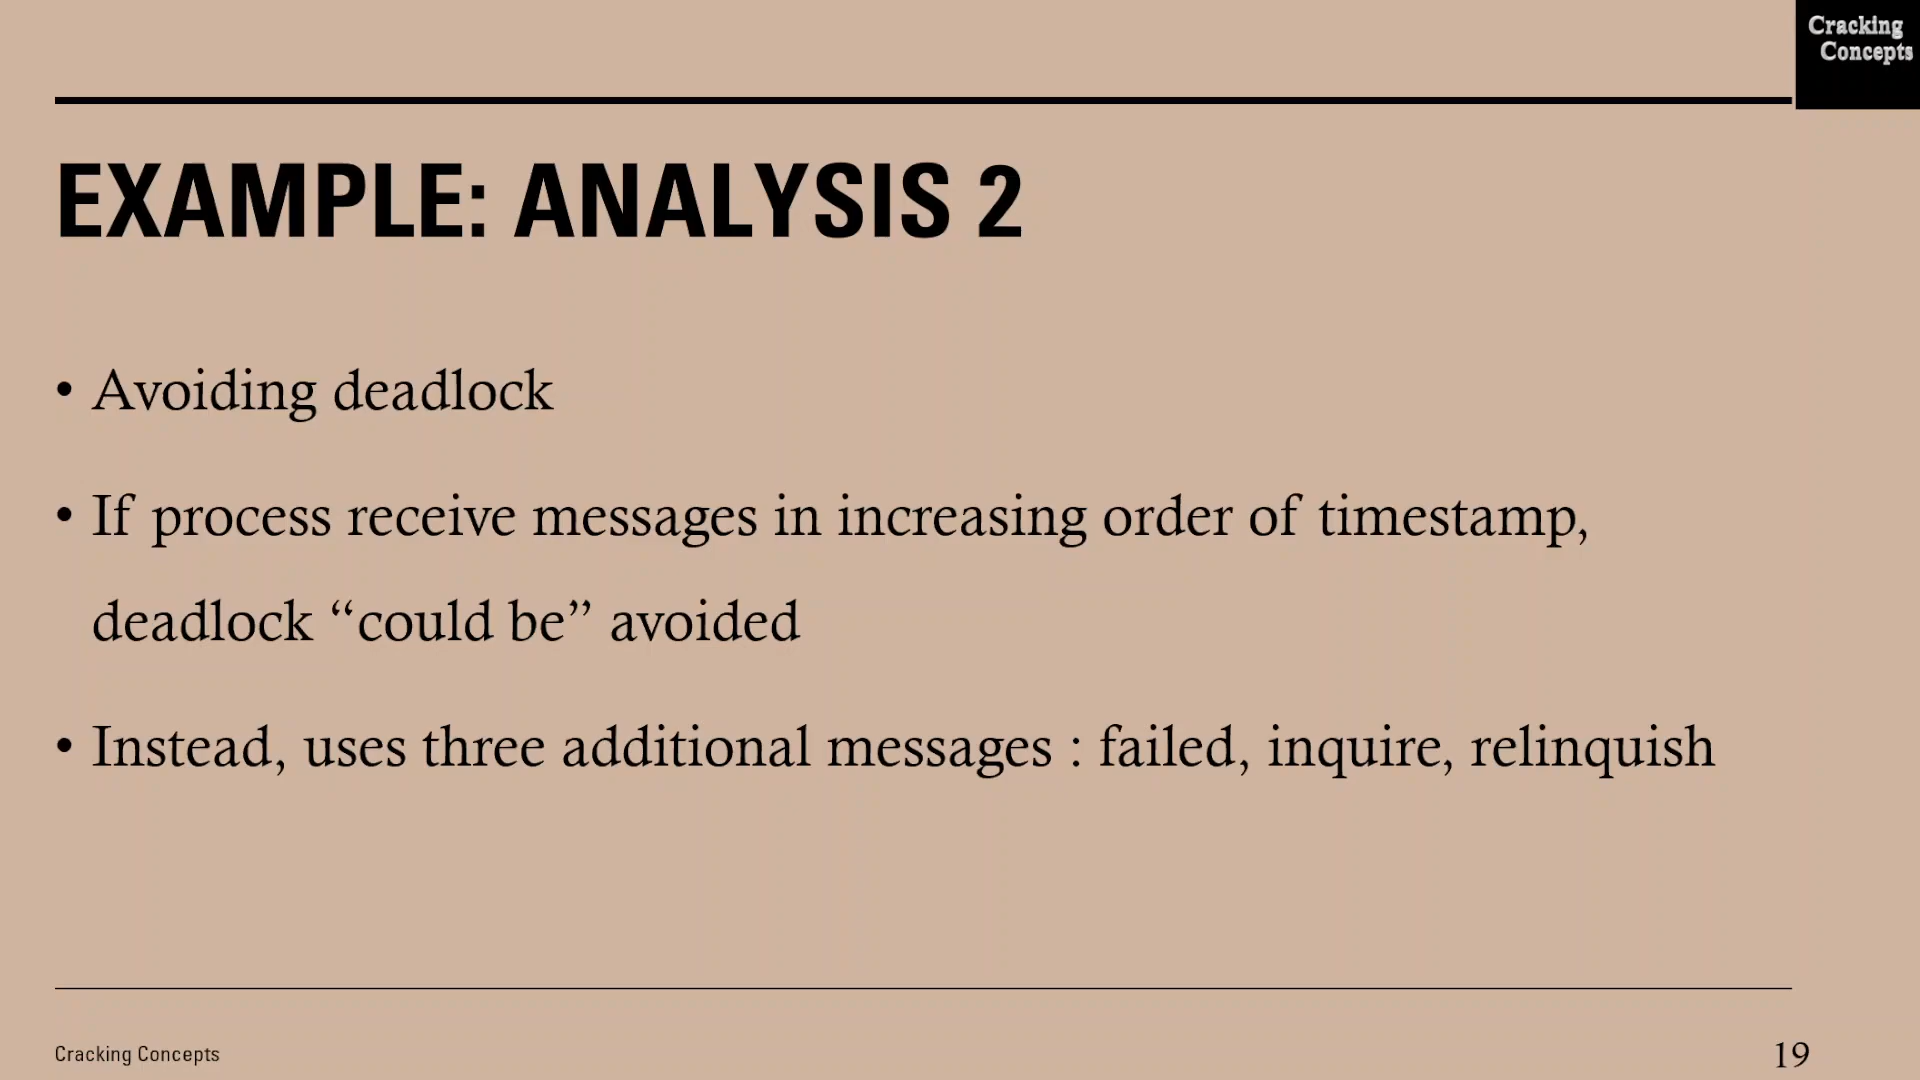 Cracking
Concepts
EXAMPLE: ANALYSIS 2
• Avoiding deadlock
• If process receive messages in increasing order of timestamp,
deadlock “could be” avoided
• Instead, uses three additional messages : failed, inquire, relinquish
Cracking Concepts
19